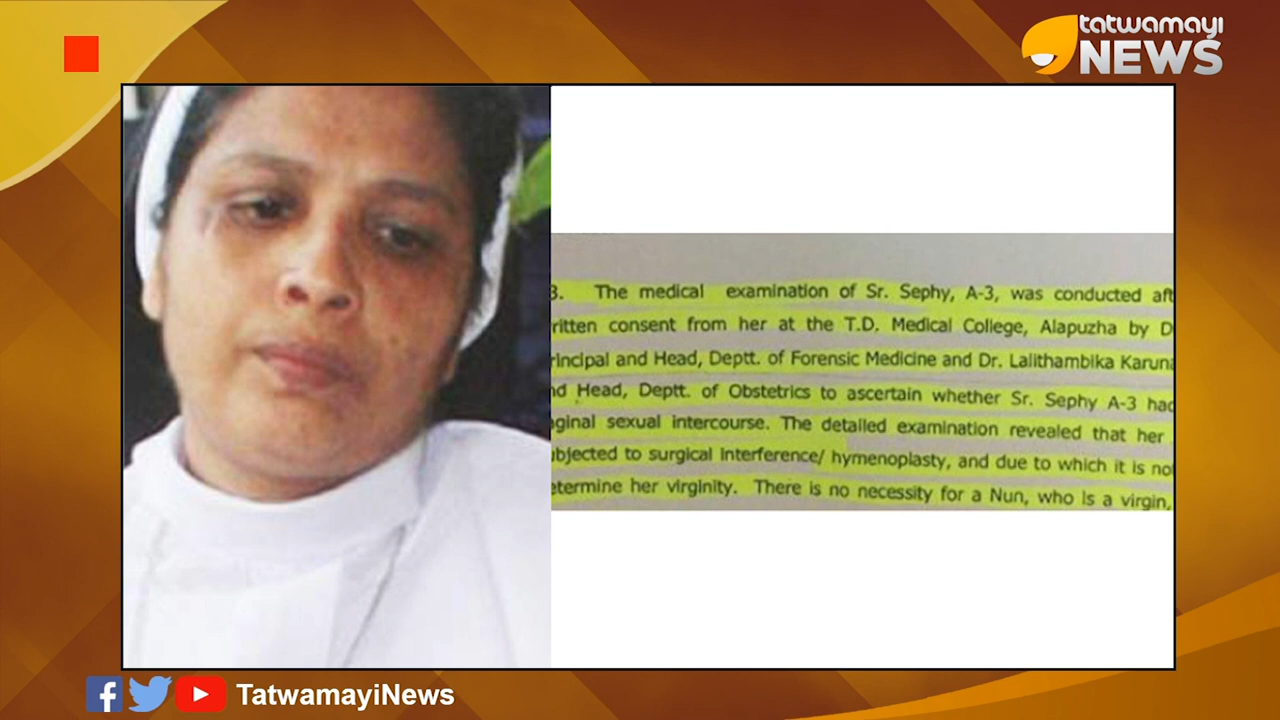 tatwamayi
NEWS
3. The medical examination of Sr. Sephy, A-3, was conducted aft
ritten consent from her at the T.D. Medical College, Alapuzha by D
rincipal and Head, Deptt. of Forensic Medicine and Dr. Lalithambika Karuna
nd Head, Deptt. of Obstetrics to ascertain whether Sr. Sephy A-3 had
aginal sexual intercourse. The detailed examination revealed that her
ubjected to surgical interference/ hymenoplasty, and due to which it is no
etermine her virginity. There is no necessity for a Nun, who is a virgin,
TatwamayiNews